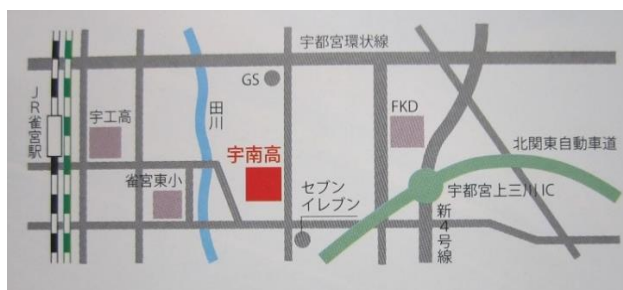 宇都宮環状線
GS
JR雀宮駅
宇工高
田川
FKD
宇南高
北関東自動車道
雀宮東小
セブン
イレブン
宇都宮上三川IC
新4号線